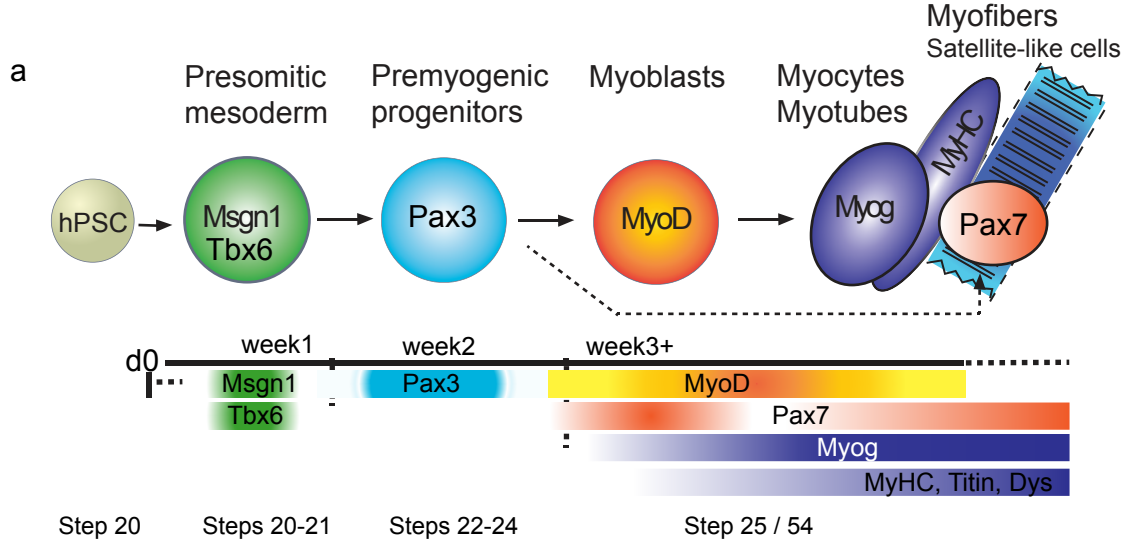 a
Presomitic
mesoderm
Premyogenic
progenitors
Myoblasts
Myocytes
Myotubes
Myofibers
Satellite-like cells
hPSC
Msgn1
Tbx6
Pax3
MyoD
Myog
MyHC
Pax7
d0
week1
week2
week3+
Msgn1
Pax3
MyoD
Tbx6
Pax7
Myog
MyHC, Titin, Dys
Step 20
Steps 20-21
Steps 22-24
Step 25 / 54